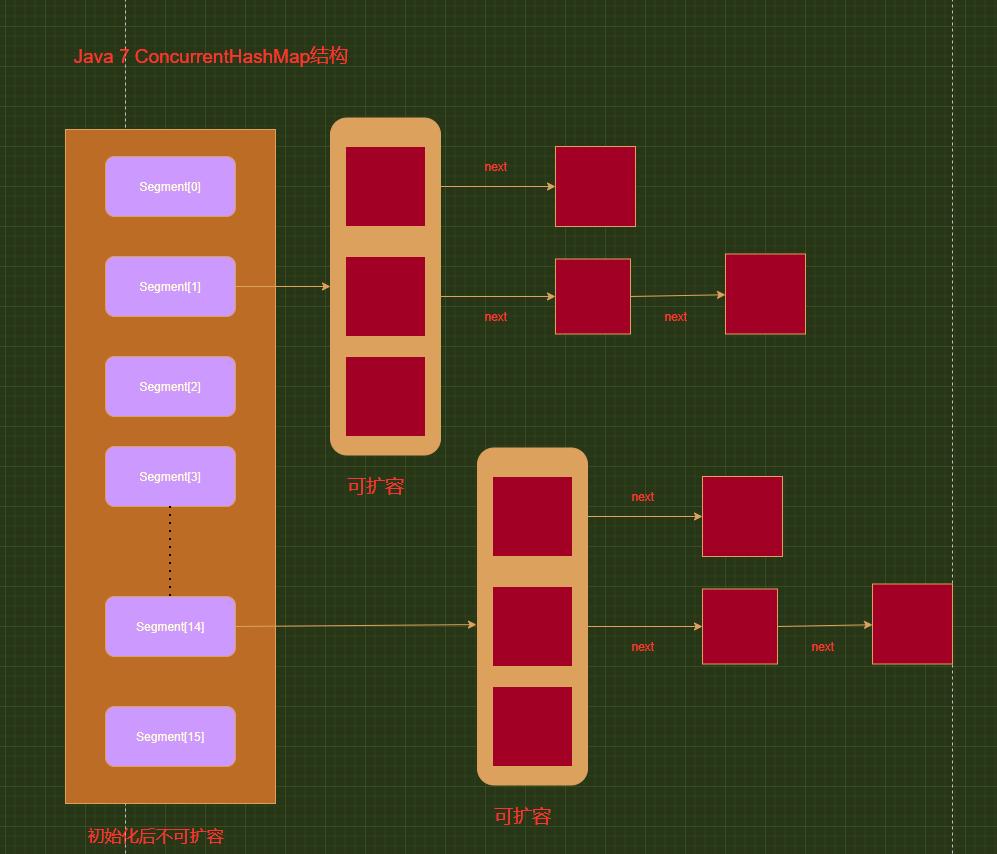 Java 7 ConcurrentHashMap结构
Segment[0]
next
Segment[1]
next
next
Segment[2]
Segment[3]
可扩容
next
Segment[14]
next
next
Segment[15]
可扩容
初始化后不可扩容